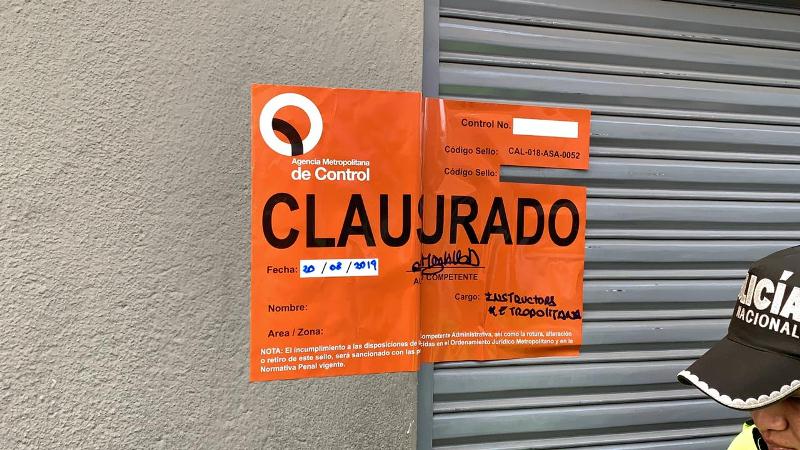 Agencia Metropolitana
de Control
Control No.
Código Sello: CAL-018-ASA-0052
Código Sello:
CLAUURADO
Fecha: 20 / 08 / 2019
COMPETENTE
Nombre:
Cargo: INSTRUCTORA
METROPOLITANA
Area / Zona:
NOTA: El incumplimiento a las disposiciones de
competente Administrativa, así como la rotura, alteración
o retiro de este sello, será sancionado con las
cidas en el Ordenamiento Jurídico Metropolitano y en la
Normativa Penal vigente.
POLICÍA
NACIONAL